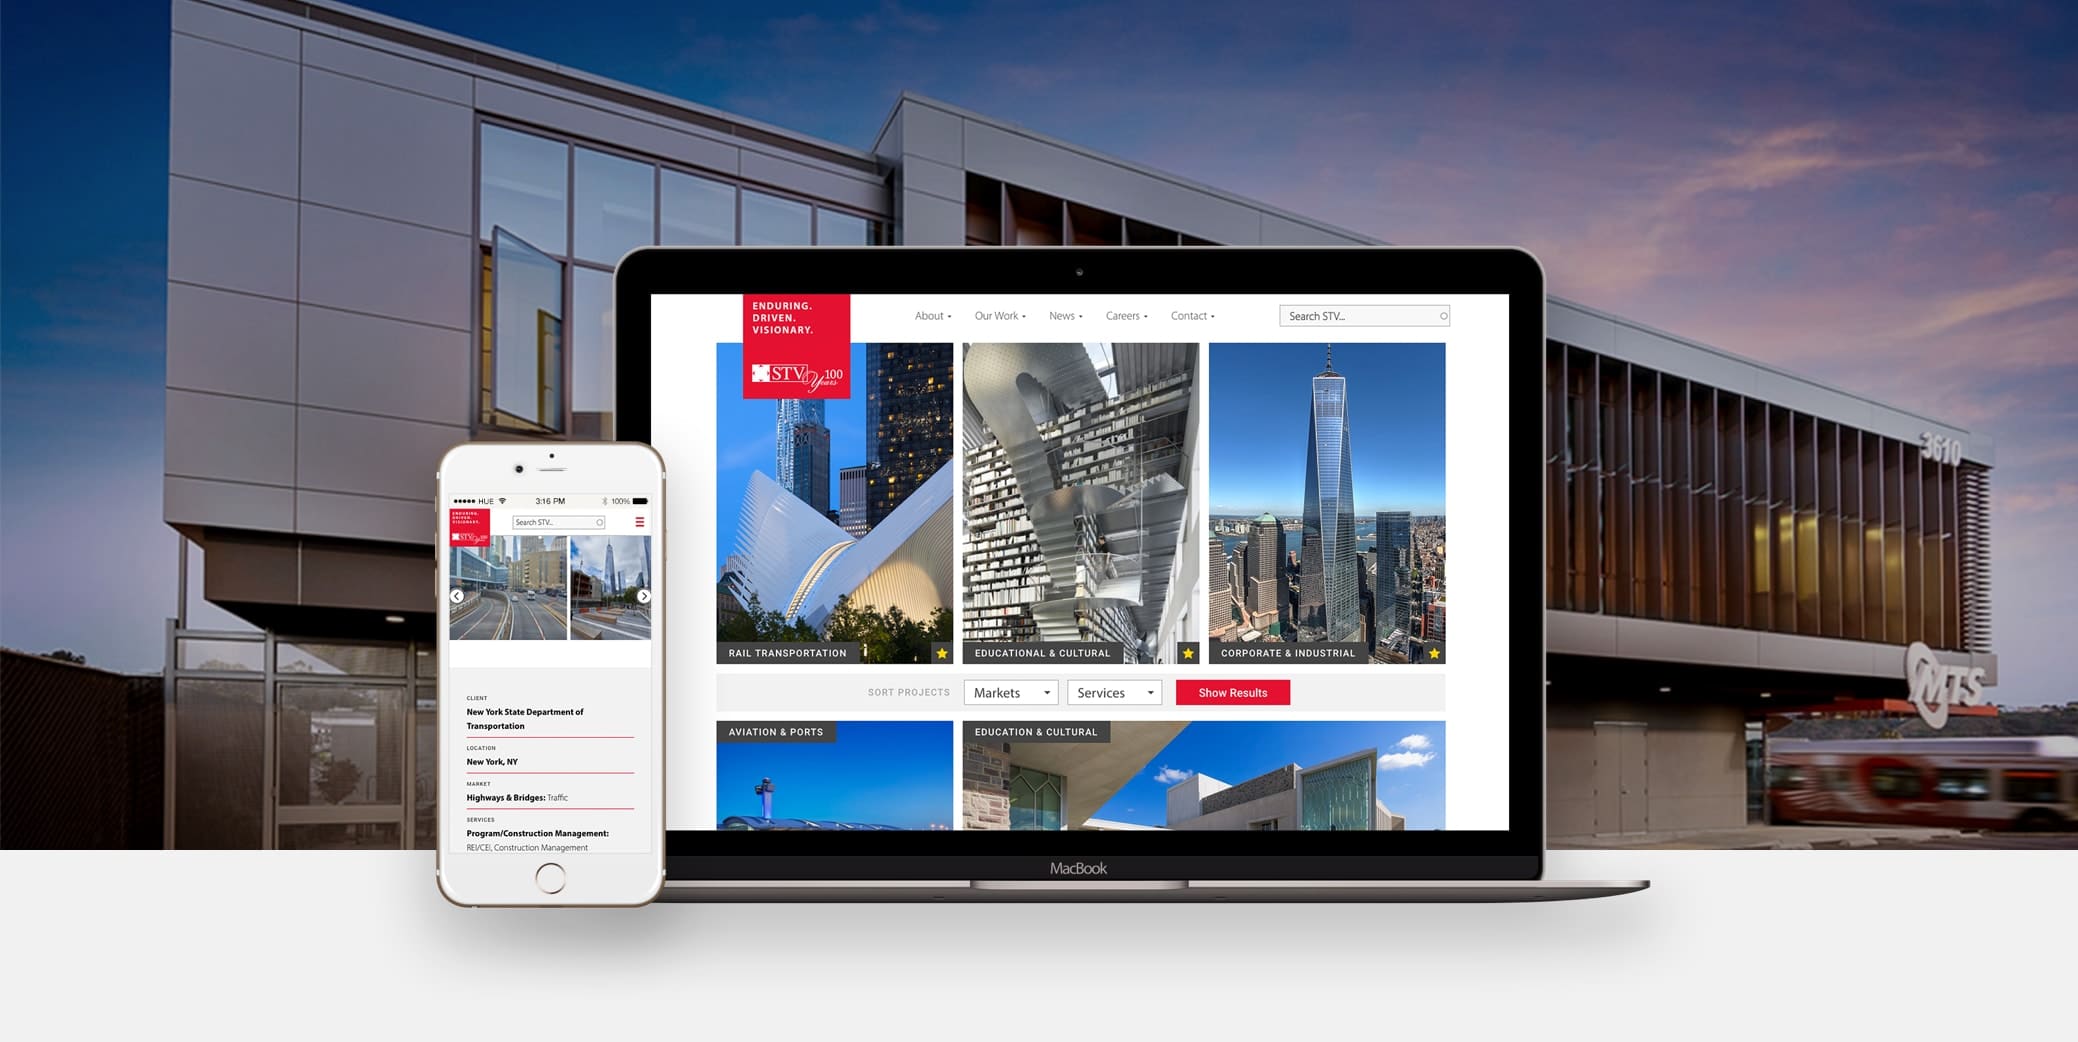 3610
MTS
ENDURING.
DRIVEN.
VISIONARY.
STV 100
Years
About
Our Work
News
Careers
Contact
Search STV...
RAIL TRANSPORTATION
EDUCATIONAL & CULTURAL
CORPORATE & INDUSTRIAL
SORT PROJECTS
Markets
Services
Show Results
AVIATION & PORTS
EDUCATION & CULTURAL
MacBook
HUE
3:16 PM
100%
ENDURING.
DRIVEN.
VISIONARY.
STV 100
Years
Search STV...
CLIENT
New York State Department of
Transportation
LOCATION
New York, NY
MARKET
Highways & Bridges: Traffic
SERVICES
Program/Construction Management:
REI/CEI, Construction Management